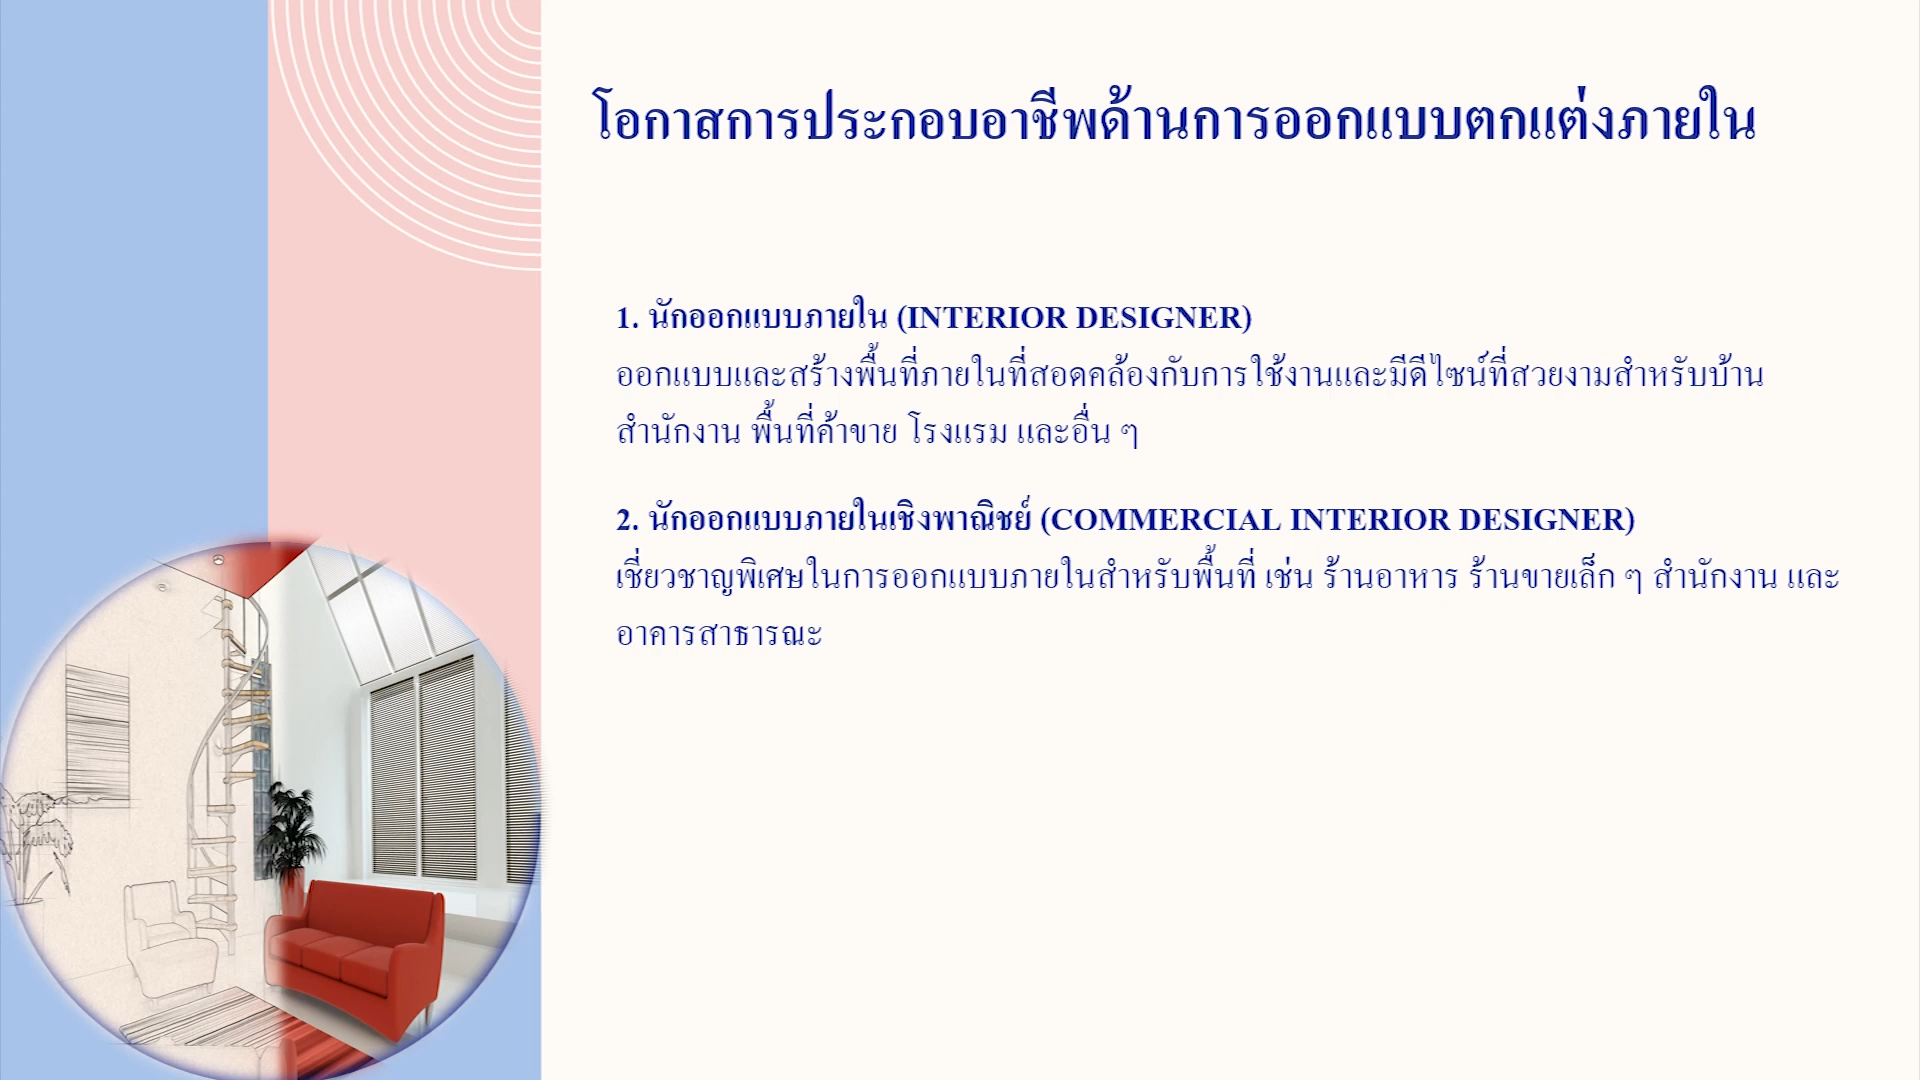 โอกาสการประกอบอาชีพด้านการออกแบบตกแต่งภายใน
1. นักออกแบบภายใน (INTERIOR DESIGNER)
ออกแบบและสร้างพื้นที่ภายในที่สอดคล้องกับการใช้งานและมีดีไซน์ที่สวยงามสำหรับบ้าน
สำนักงาน พื้นที่ค้าขาย โรงแรม และอื่น ๆ
2. นักออกแบบภายในเชิงพาณิชย์ (COMMERCIAL INTERIOR DESIGNER)
เชี่ยวชาญพิเศษในการออกแบบภายในสำหรับพื้นที่ เช่น ร้านอาหาร ร้านขายเล็ก ๆ สำนักงาน และ
อาคารสาธารณะ